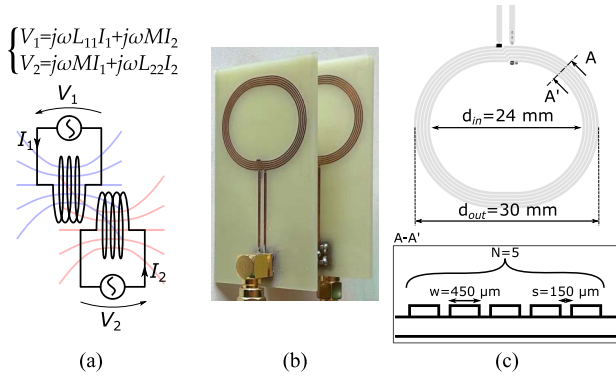 V₁=jωL₁₁I₁+jωMI₂
V₂=jωMI₁+jωL₂₂I₂
V₁
I₁
I₂
V₂
(a)
(b)
A
A'
dᵢₙ=24 mm
dₒᵤₜ=30 mm
A-A'
N=5
w=450 μm
s=150 μm
(c)